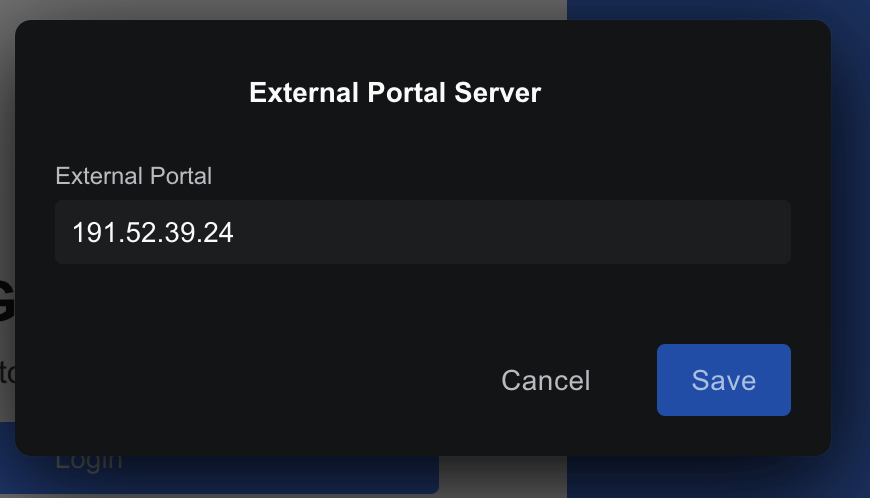 External Portal Server
External Portal
191.52.39.24
Cancel
Save
Login